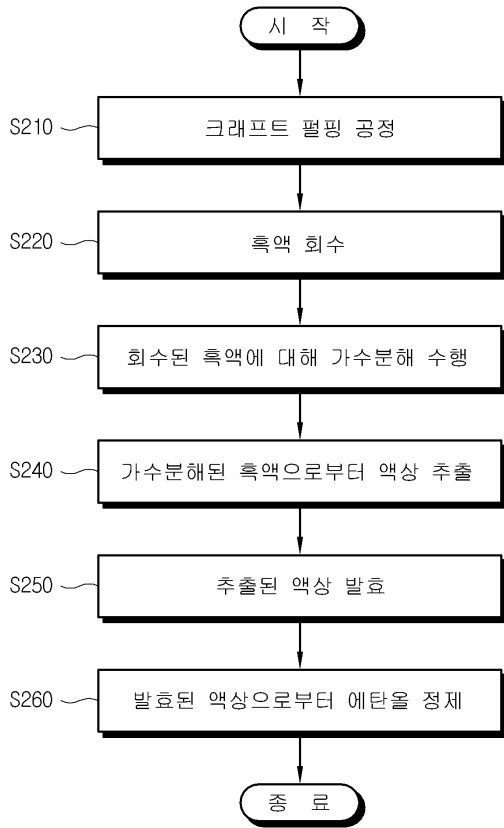 시 작
S210 크래프트 펄핑 공정
S220 흑액 회수
S230 회수된 흑액에 대해 가수분해 수행
S240 가수분해된 흑액으로부터 액상 추출
S250 추출된 액상 발효
S260 발효된 액상으로부터 에탄올 정제
종 료